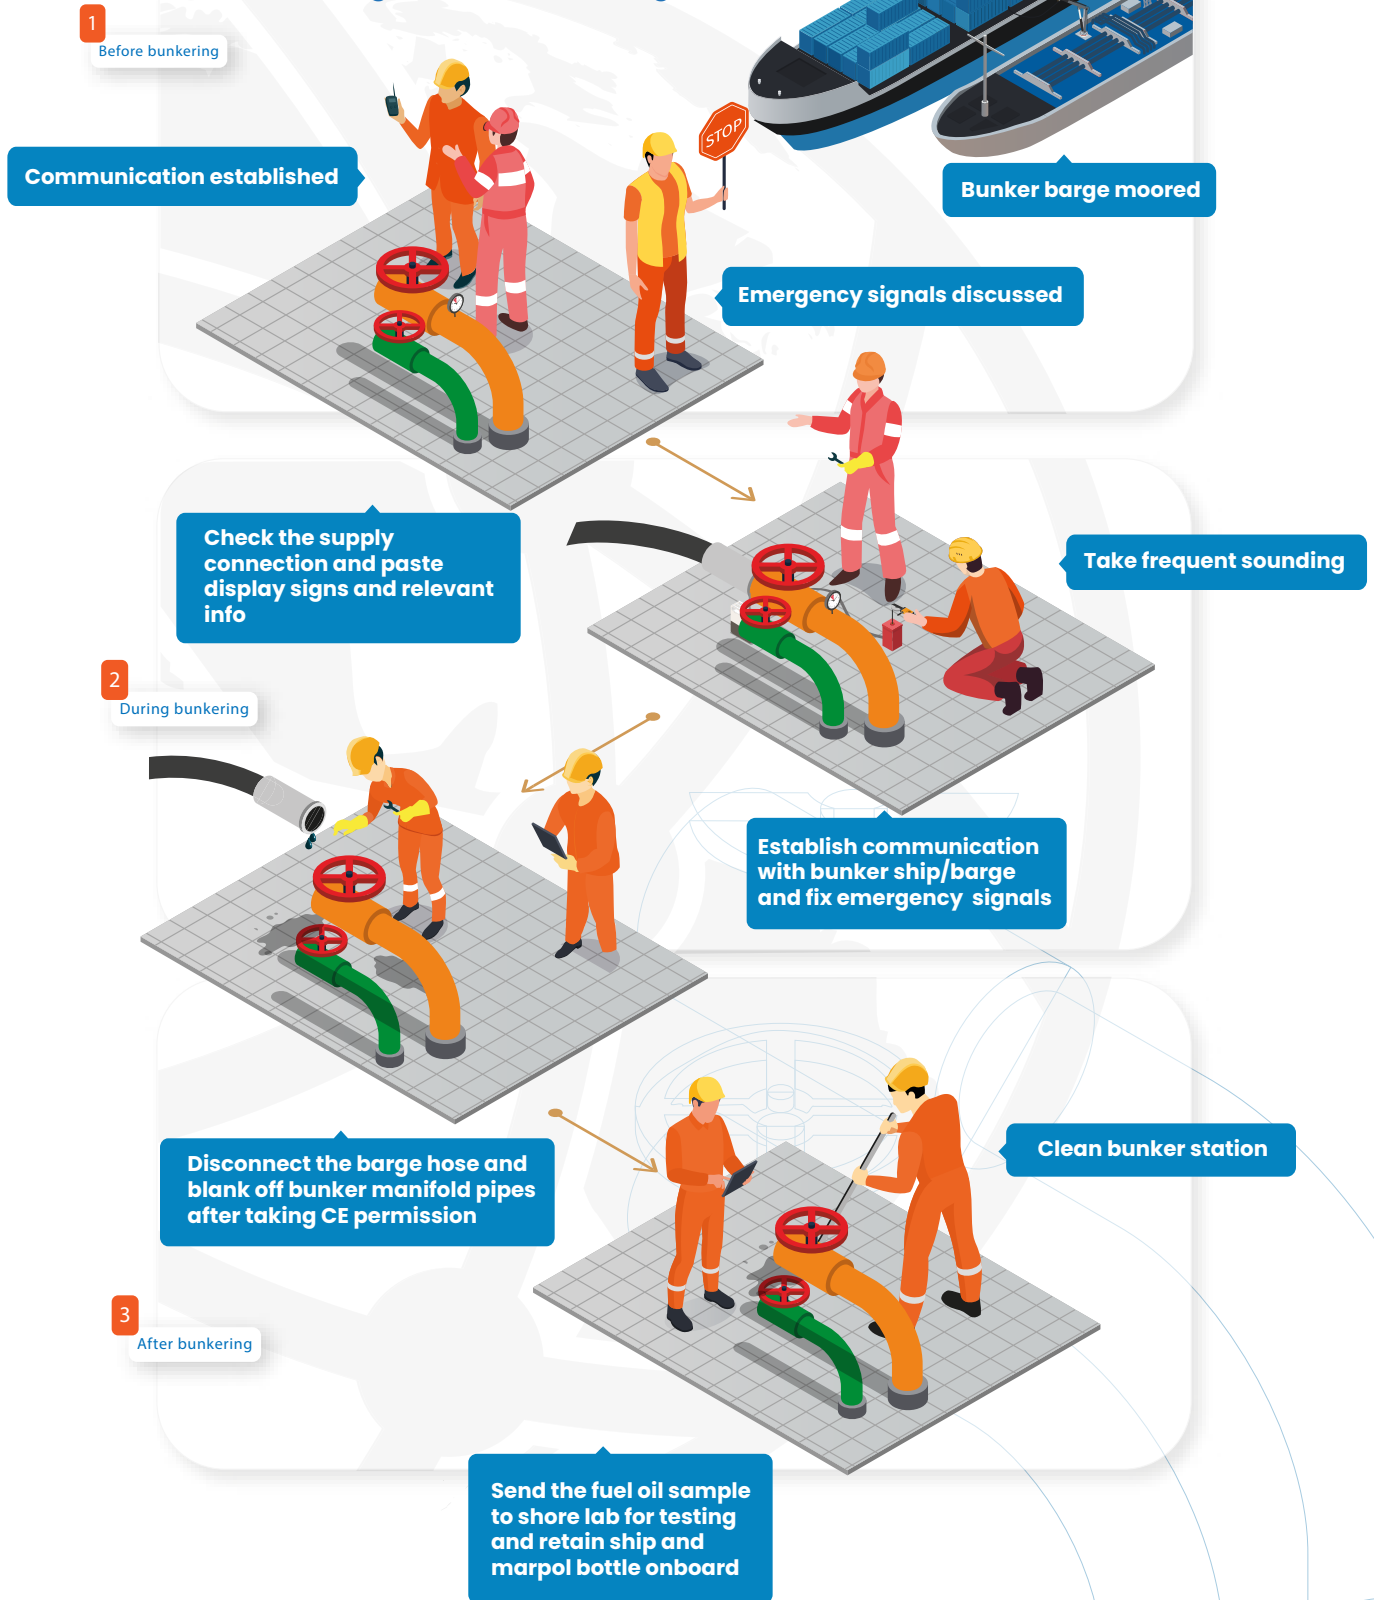 1
Before bunkering
STOP
Communication established
Bunker barge moored
Emergency signals discussed
Check the supply
connection and paste
display signs and relevant
info
Take frequent sounding
2
During bunkering
Establish communication
with bunker ship/barge
and fix emergency signals
Disconnect the barge hose and
blank off bunker manifold pipes
after taking CE permission
Clean bunker station
3
After bunkering
Send the fuel oil sample
to shore lab for testing
and retain ship and
marpol bottle onboard